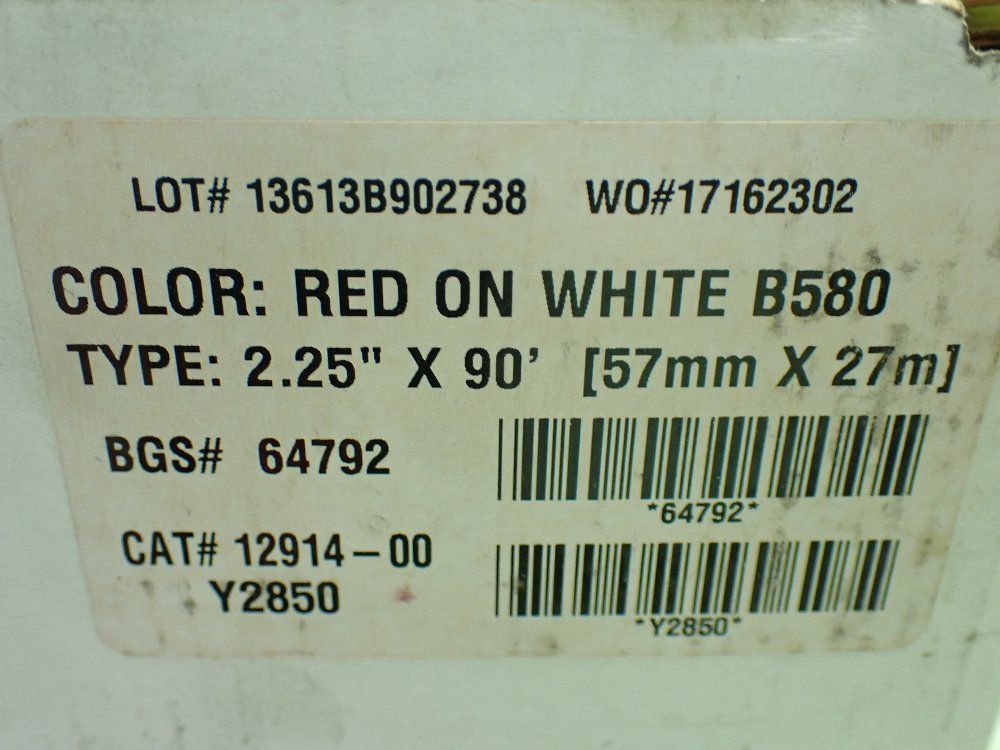 LOT# 13613B902738 WO#17162302
COLOR: RED ON WHITE B580
TYPE: 2.25" X 90' [57mm X 27m]
BGS# 64792
*64792*
CAT# 12914-00
Y2850
*Y2850*